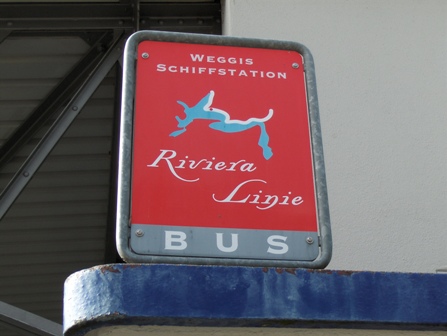 Weggis
Schiffstation
Riviera
Linie
BUS